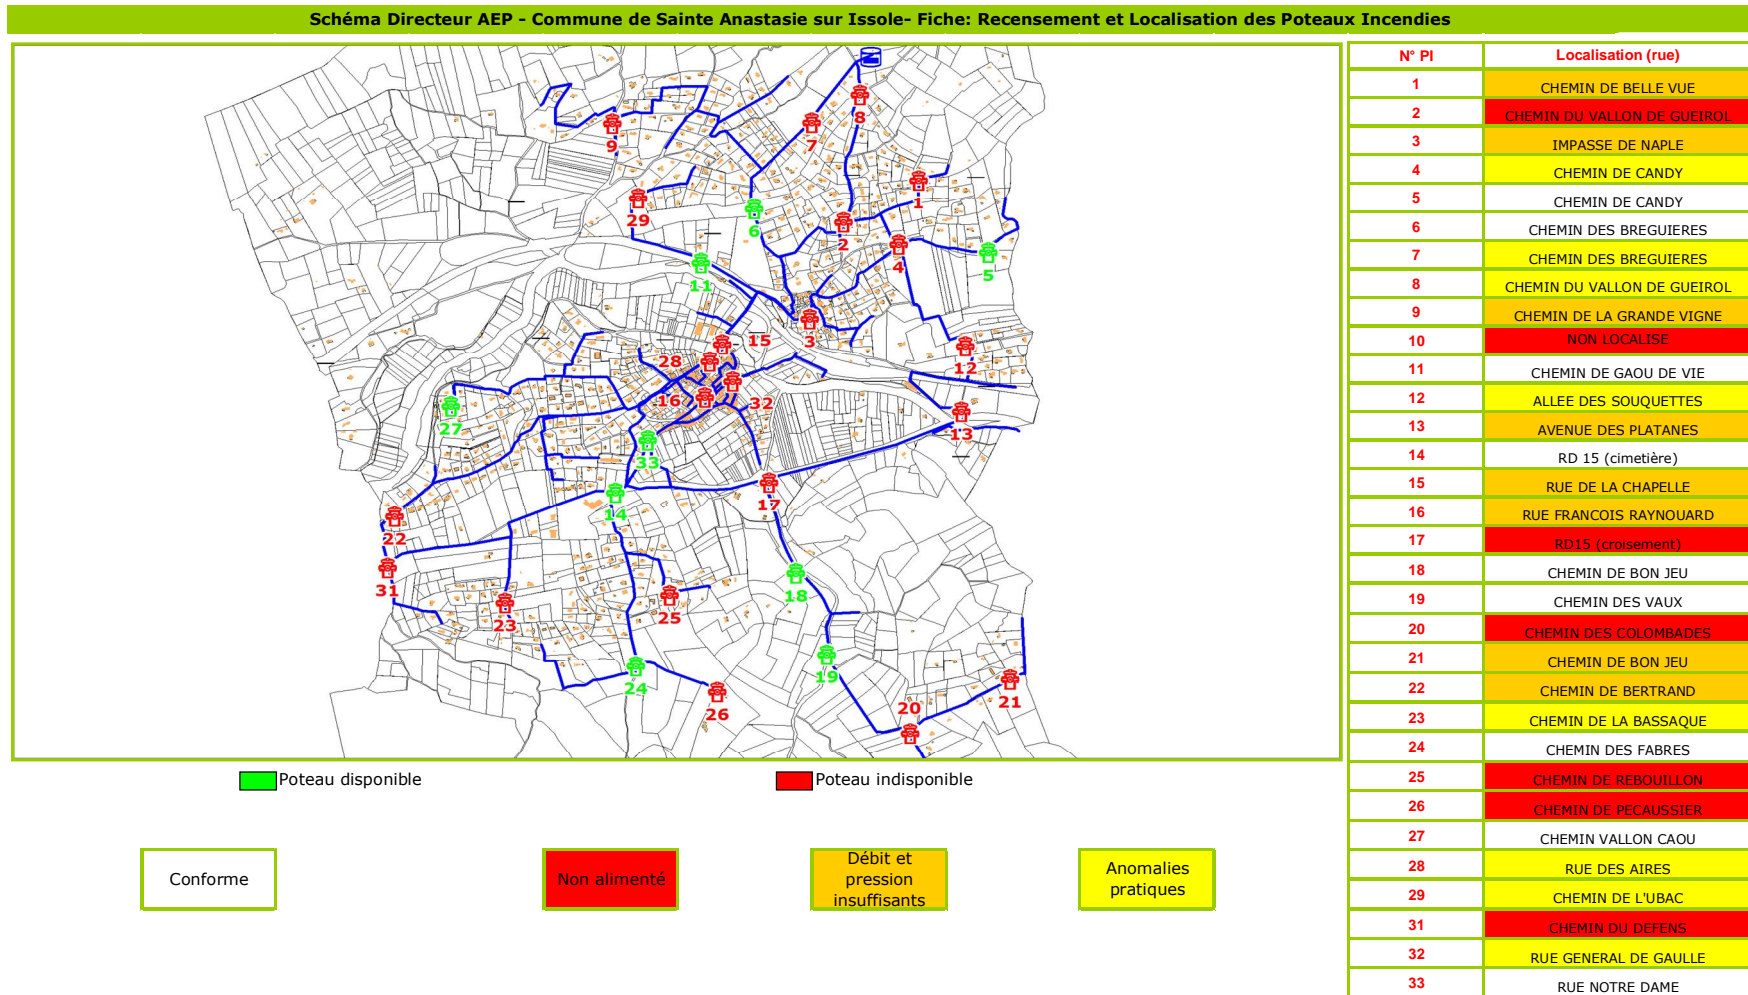 Schéma Directeur AEP - Commune de Sainte Anastasie sur Issole- Fiche: Recensement et Localisation des Poteaux Incendies
8
9
7
1
29
6
2
4
5
11
3
15
28
12
16
32
27
13
33
17
14
22
31
18
23
25
19
24
26
20
21
Poteau disponible
Poteau indisponible
Conforme
Non alimenté
Débit et
pression
insuffisants
Anomalies
pratiques
N° PI Localisation (rue)
1 CHEMIN DE BELLE VUE
2 CHEMIN DU VALLON DE GUEIROL
3 IMPASSE DE NAPLE
4 CHEMIN DE CANDY
5 CHEMIN DE CANDY
6 CHEMIN DES BREGUIERES
7 CHEMIN DES BREGUIERES
8 CHEMIN DU VALLON DE GUEIROL
9 CHEMIN DE LA GRANDE VIGNE
10 NON LOCALISE
11 CHEMIN DE GAOU DE VIE
12 ALLEE DES SOUQUETTES
13 AVENUE DES PLATANES
14 RD 15 (cimetière)
15 RUE DE LA CHAPELLE
16 RUE FRANCOIS RAYNOUARD
17 RD15 (croisement)
18 CHEMIN DE BON JEU
19 CHEMIN DES VAUX
20 CHEMIN DES COLOMBADES
21 CHEMIN DE BON JEU
22 CHEMIN DE BERTRAND
23 CHEMIN DE LA BASSAQUE
24 CHEMIN DES FABRES
25 CHEMIN DE REBOUILLON
26 CHEMIN DE PECAUSSIER
27 CHEMIN VALLON CAOU
28 RUE DES AIRES
29 CHEMIN DE L'UBAC
31 CHEMIN DU DEFENS
32 RUE GENERAL DE GAULLE
33 RUE NOTRE DAME